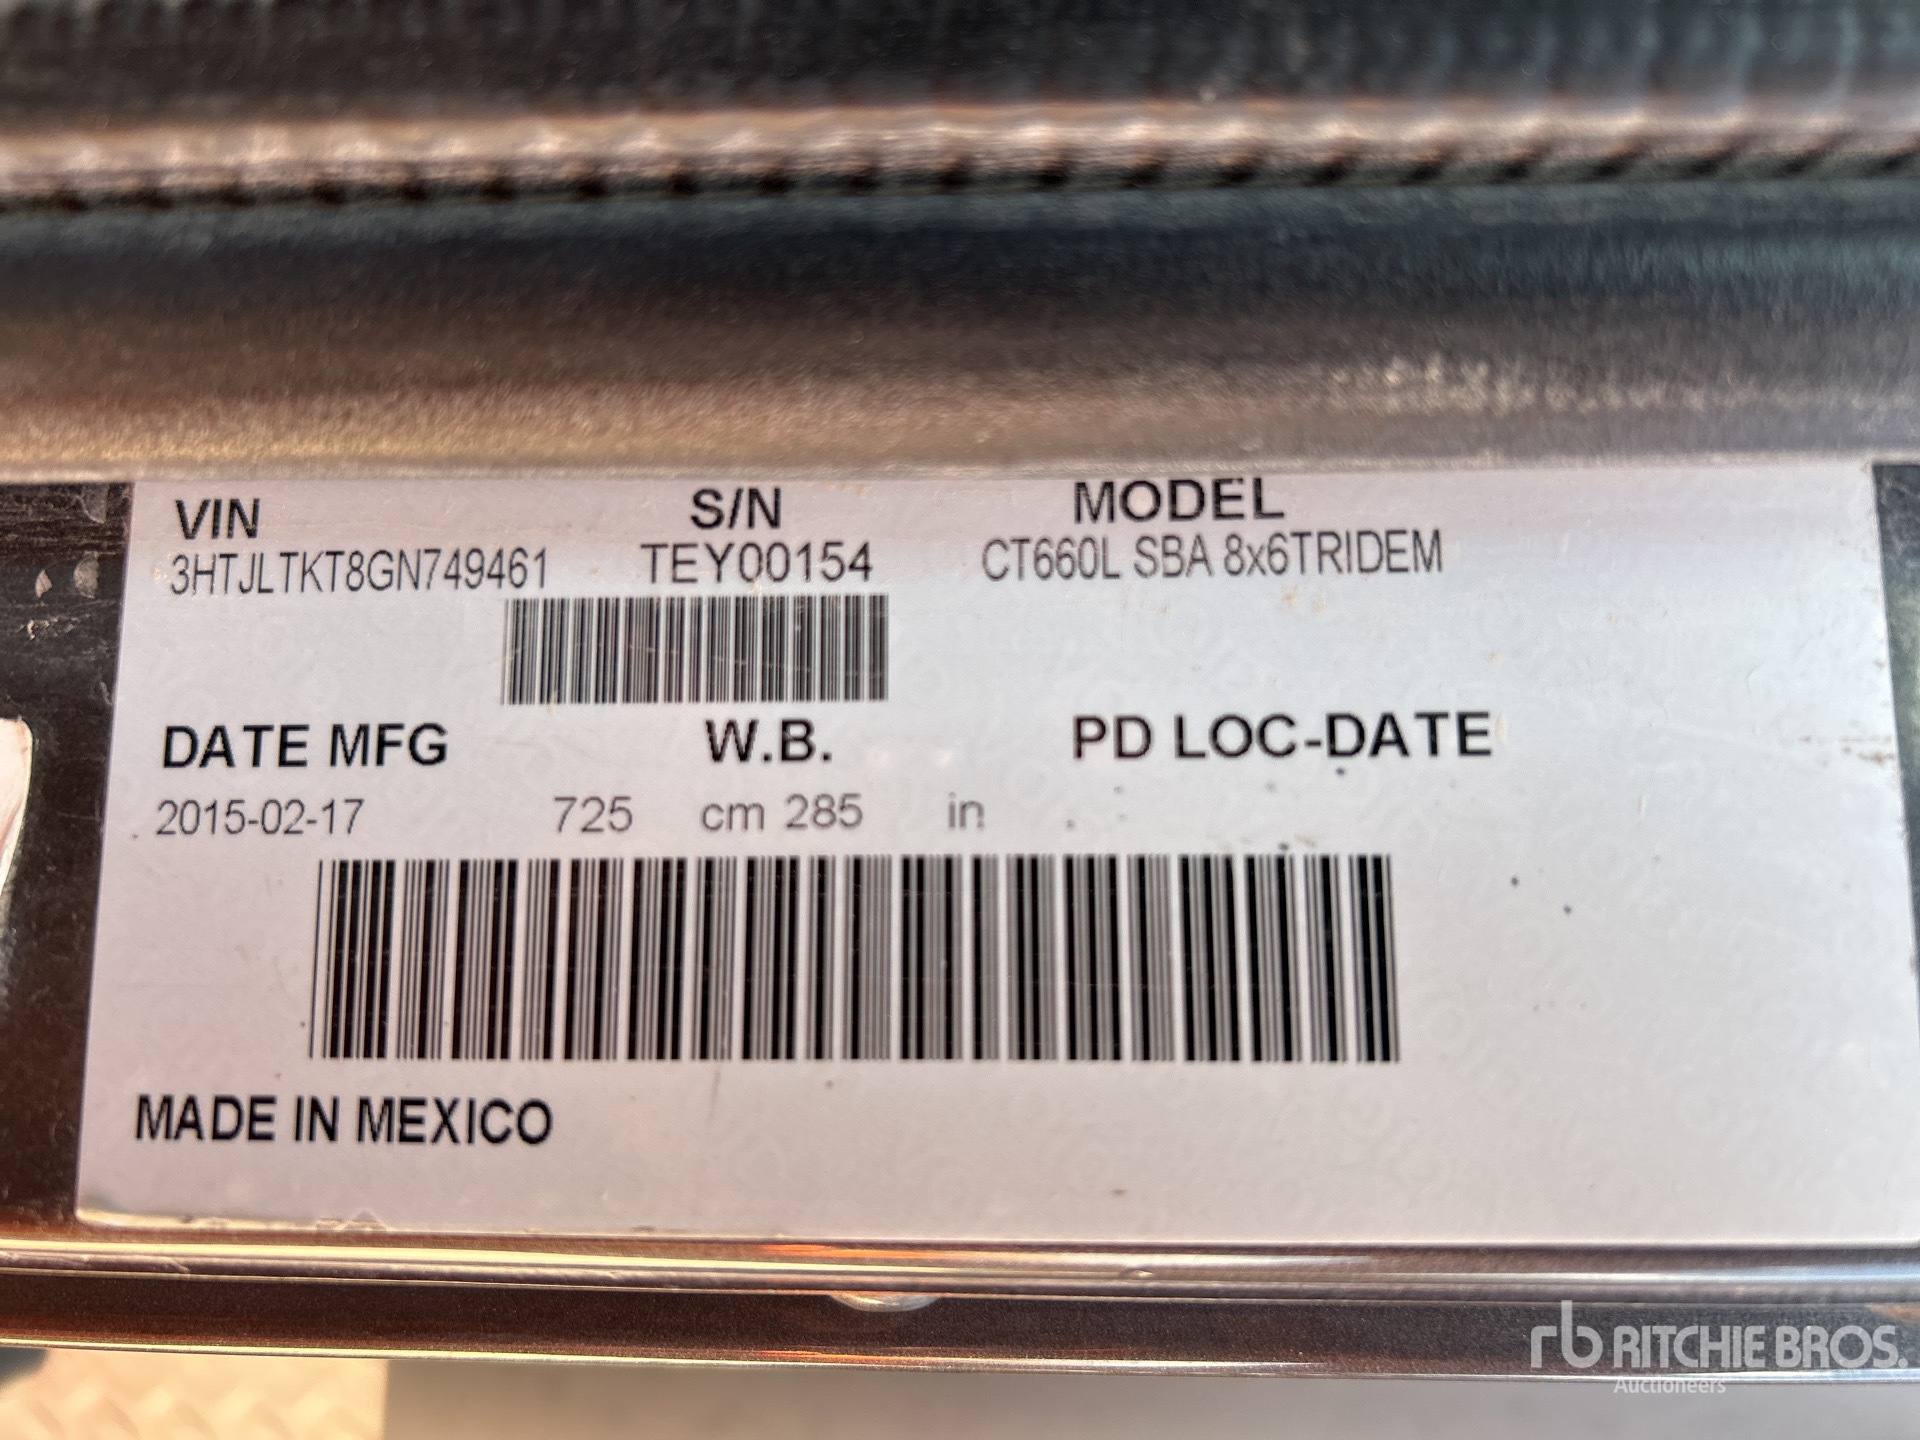 VIN S/N MODEL
3HTJLTKT8GN749461 TEY00154 CT660L SBA 8x6TRIDEM
DATE MFG W.B. PD LOC-DATE
2015-02-17 725 cm 285 in
MADE IN MEXICO
rb RITCHIE BROS.
Auctioneers